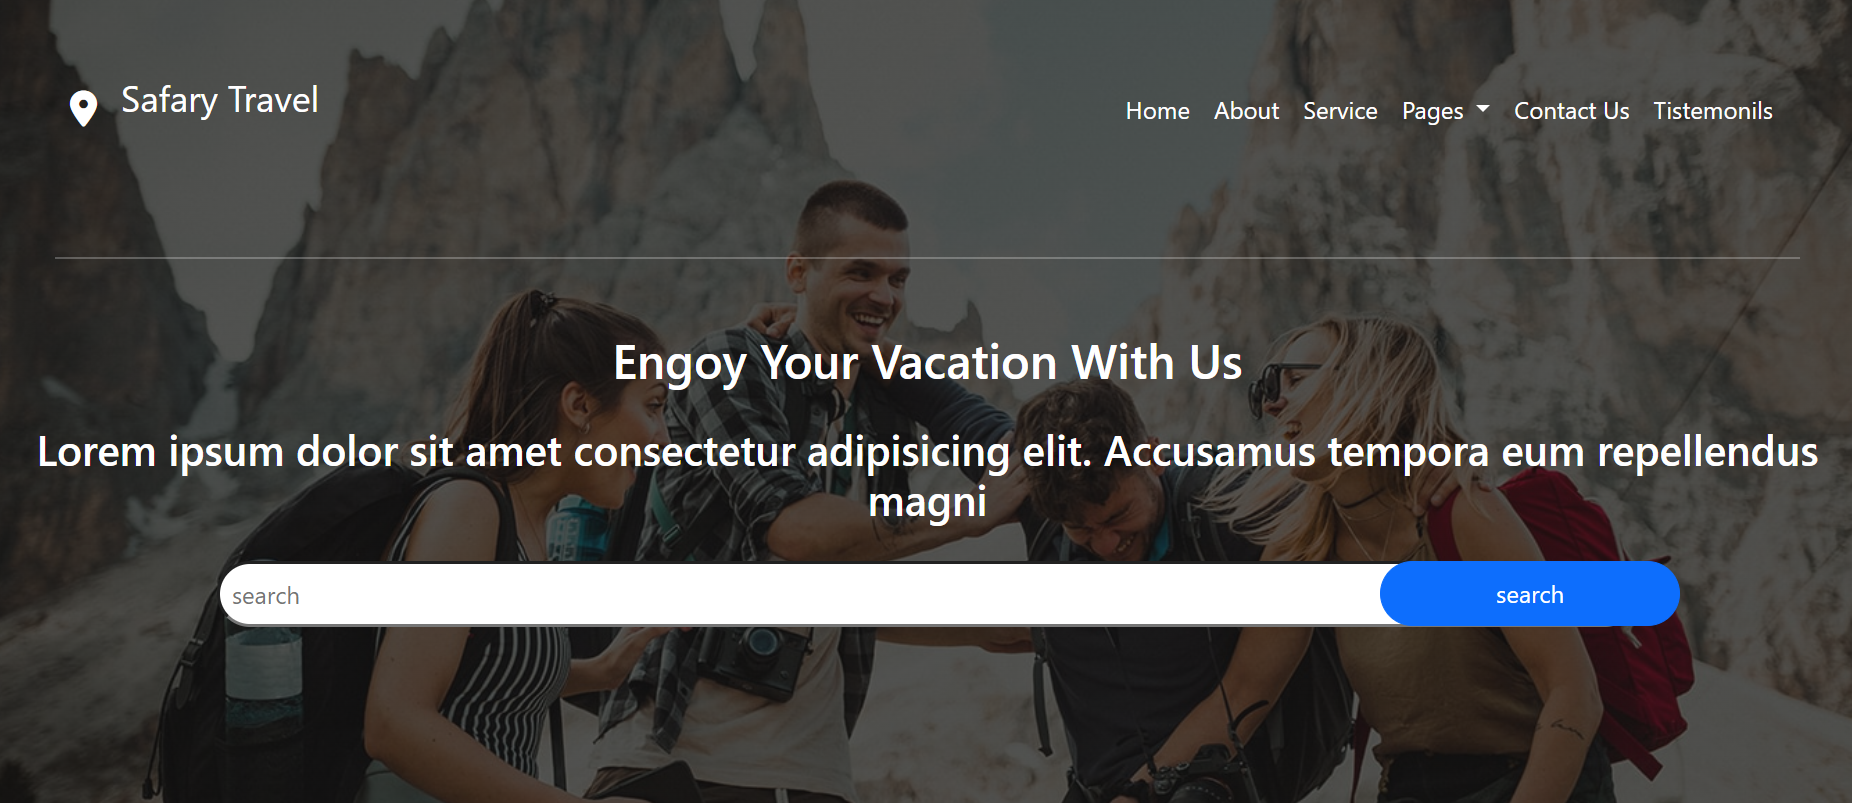 Safary Travel
Home About Service Pages Contact Us Tistemonils
Engoy Your Vacation With Us
Lorem ipsum dolor sit amet consectetur adipisicing elit. Accusamus tempora eum repellendus
magni
search search